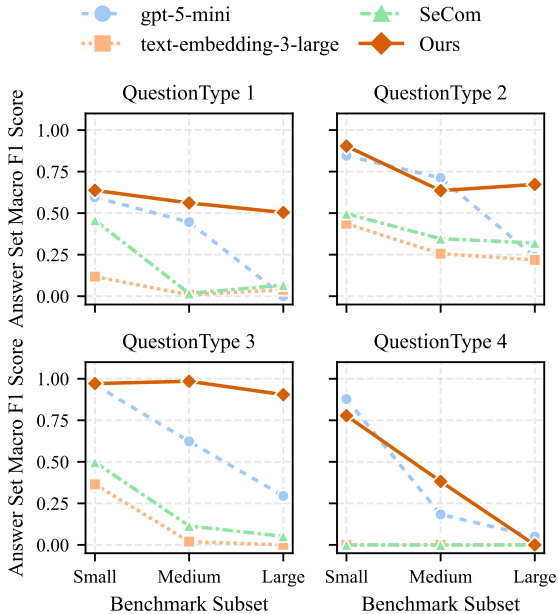 gpt-5-mini
SeCom
text-embedding-3-large
Ours
QuestionType 1
QuestionType 2
Answer Set Macro F1 Score
1.00
0.75
0.50
0.25
0.00
QuestionType 3
QuestionType 4
Answer Set Macro F1 Score
1.00
0.75
0.50
0.25
0.00
Small Medium Large
Small Medium Large
Benchmark Subset
Benchmark Subset